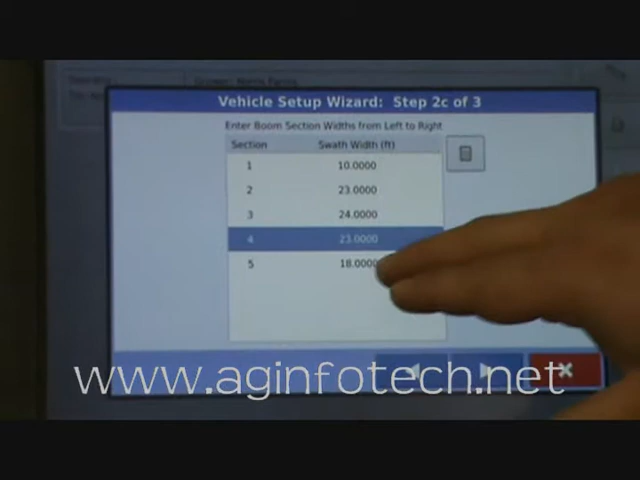 Vehicle Setup Wizard: Step 2c of 3
Enter Boom Section Widths from Left to Right
Section Swath Width (ft)
1 10.0000
2 23.0000
3 24.0000
4 23.0000
5 18.0000
www.aginfotech.net